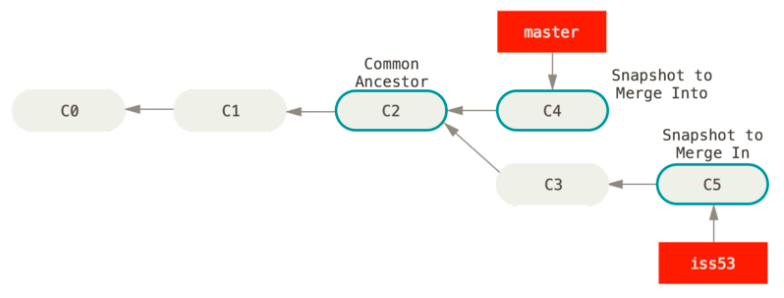 master
Common
Ancestor
Snapshot to
Merge Into
C0
C1
C2
C4
Snapshot to
Merge In
C3
C5
iss53